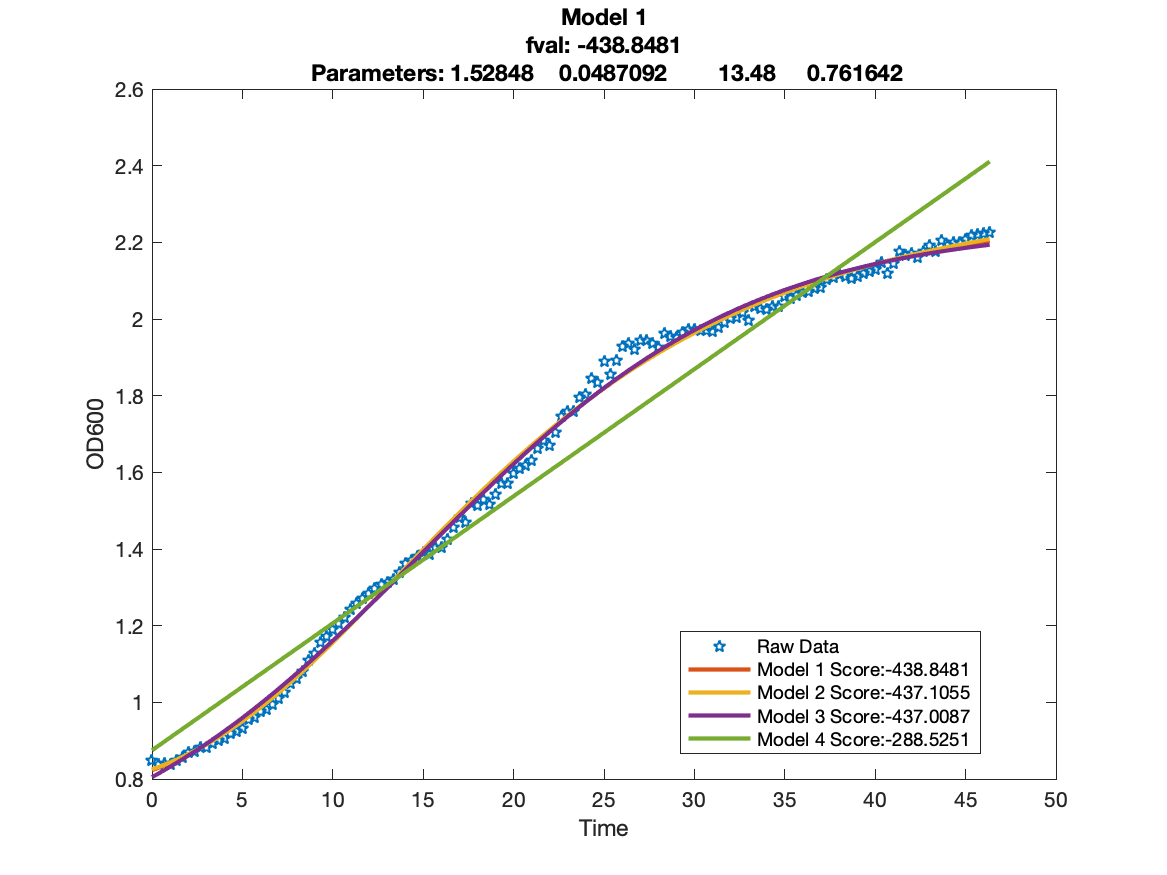 Model 1
fval: -438.8481
Parameters: 1.52848 0.0487092 13.48 0.761642
2.6
2.4
2.2
2
1.8
1.6
1.4
1.2
1
0.8
OD600
0 5 10 15 20 25 30 35 40 45 50
Time
Raw Data
Model 1 Score:-438.8481
Model 2 Score:-437.1055
Model 3 Score:-437.0087
Model 4 Score:-288.5251